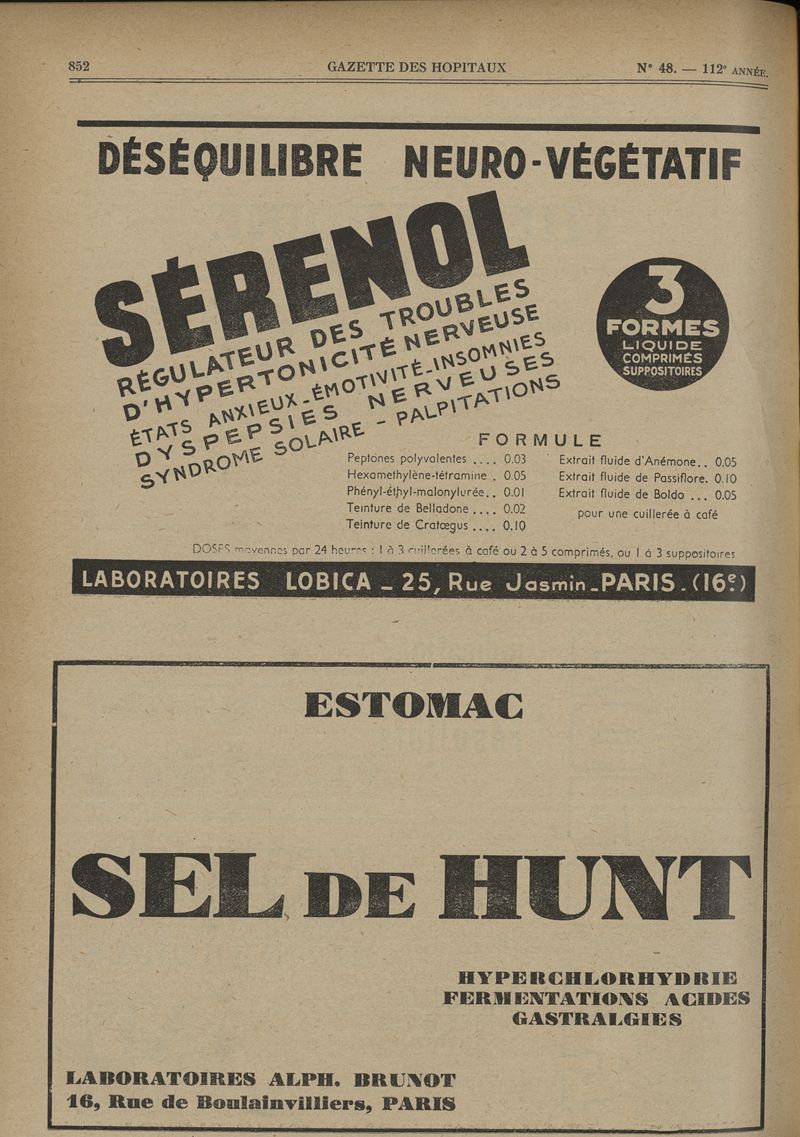 852
GAZETTE DES HOPITAUX
N° 48. — 112e ANNÉE.
DÉSÉQUILIBRE NEURO-VÉGÉTATIF
SÉRENOL
RÉGULATEUR DES TROUBLES
D'HYPERTONICITÉ NERVEUSE
ÉTATS ANXIEUX-ÉMOTIVITÉ-INSOMNIES
DYSPEPSIES NERVEUSES
SYNDROME SOLAIRE - PALPITATIONS
3
FORMES
LIQUIDE
COMPRIMÉS
SUPPOSITOIRES
FORMULE
Peptones polyvalentes .... 0.03
Hexamethylène-tétramine . 0.05
Phényl-éthyl-malonylurée.. 0.01
Teinture de Belladone .... 0.02
Teinture de Cratœgus .... 0.10
Extrait fluide d'Anémone.. 0.05
Extrait fluide de Passiflore. 0.10
Extrait fluide de Boldo ... 0.05
pour une cuillerée à café
DOSES moyennes par 24 heures : 1 à 3 cuillerées à café ou 2 à 5 comprimés, ou 1 à 3 suppositoires
LABORATOIRES LOBICA - 25, Rue Jasmin - PARIS - (16e)
ESTOMAC
SEL DE HUNT
HYPERCHLORHYDRIE
FERMENTATIONS ACIDES
GASTRALGIES
LABORATOIRES ALPH. BRUNOT
16, Rue de Boulainvilliers, PARIS